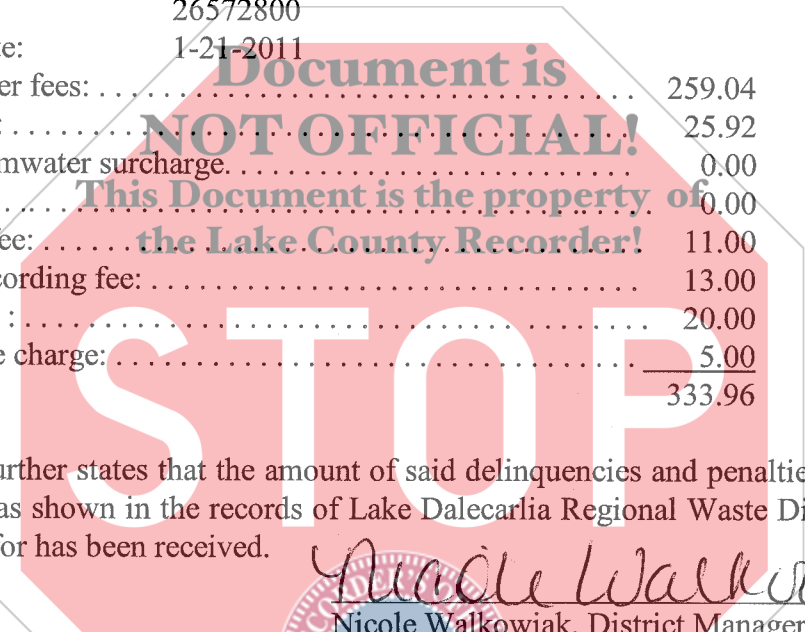 26572800
te: 1-21-2011
Document is
er fees: . . . . . . . . . . . . . . . . . . . . . . . . . . . . . . . . . . . . 259.04
: . . . . . . . . . . . . . . . . . . . . . . . . . . . . . . . . . . . . . . . . . 25.92
NOT OFFICIAL!
mwater surcharge. . . . . . . . . . . . . . . . . . . . . . . . . . . . 0.00
This Document is the property of
. . . . . . . . . . . . . . . . . . . . . . . . . . . . . . . . . . . . . . . . . . 0.00
ee: . . . . . . . . . . . . . . . . . . . . . . . . . . . . . . . . . . . . . . . 11.00
the Lake County Recorder!
cording fee: . . . . . . . . . . . . . . . . . . . . . . . . . . . . . . . . 13.00
: . . . . . . . . . . . . . . . . . . . . . . . . . . . . . . . . . . . . . . . . . 20.00
e charge: . . . . . . . . . . . . . . . . . . . . . . . . . . . . . . . . . . 5.00
333.96
STOP
urther states that the amount of said delinquencies and penaltie
as shown in the records of Lake Dalecarlia Regional Waste Di
for has been received.
Nicole Walko
Nicole Walkowiak, District Manager